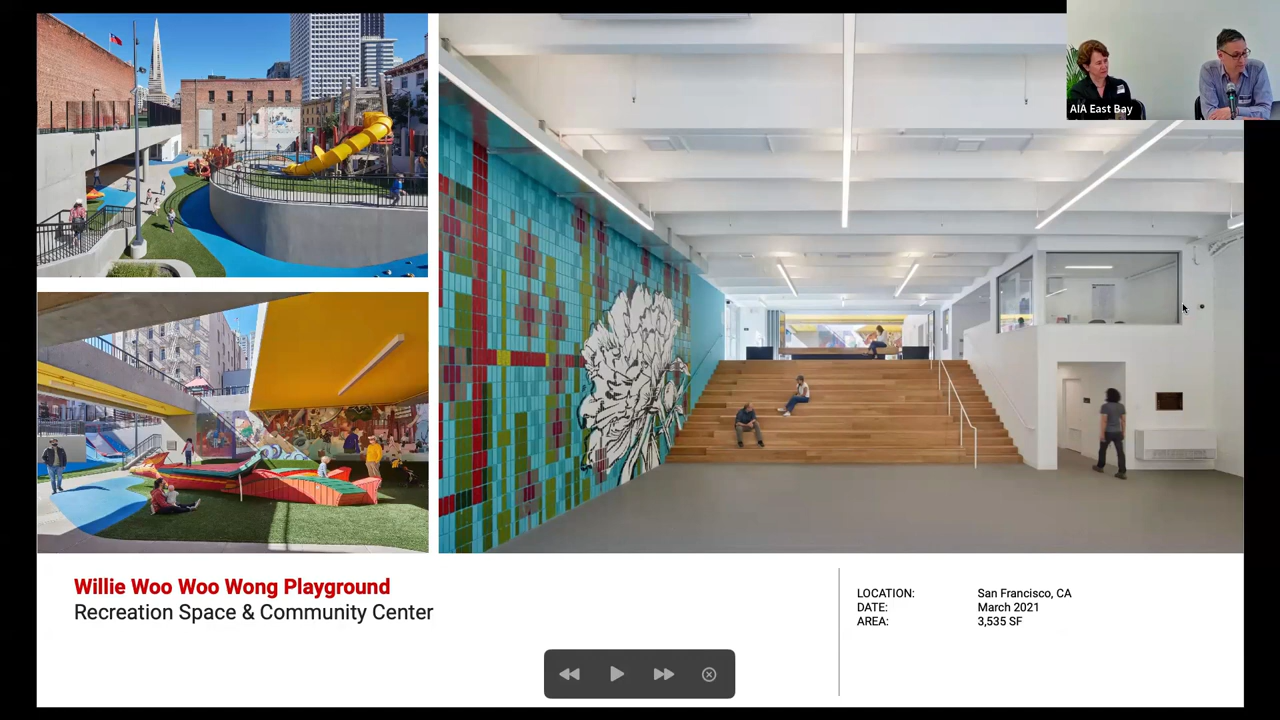 AIA East Bay
Willie Woo Woo Wong Playground
Recreation Space & Community Center
LOCATION: San Francisco, CA
DATE: March 2021
AREA: 3,535 SF